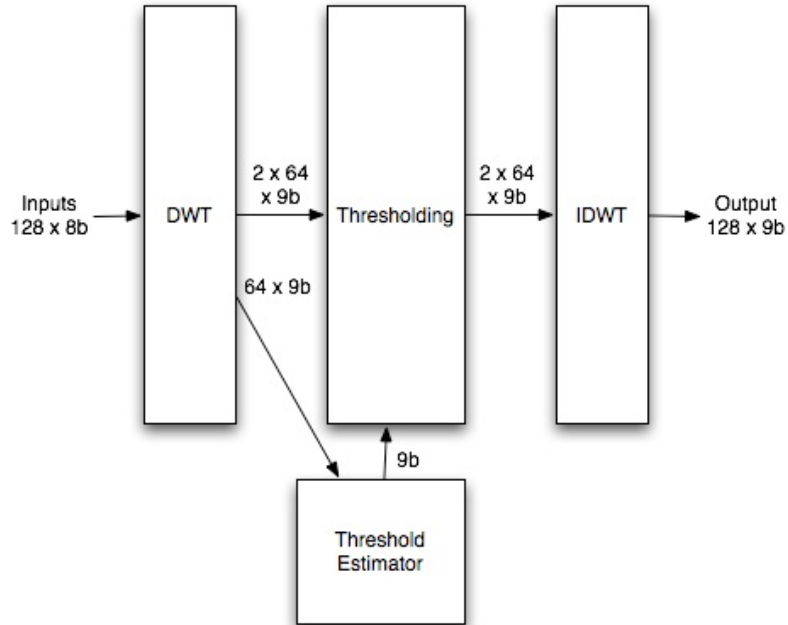 Inputs
128 x 8b
DWT
2 x 64
x 9b
Thresholding
2 x 64
x 9b
IDWT
Output
128 x 9b
64 x 9b
9b
Threshold
Estimator